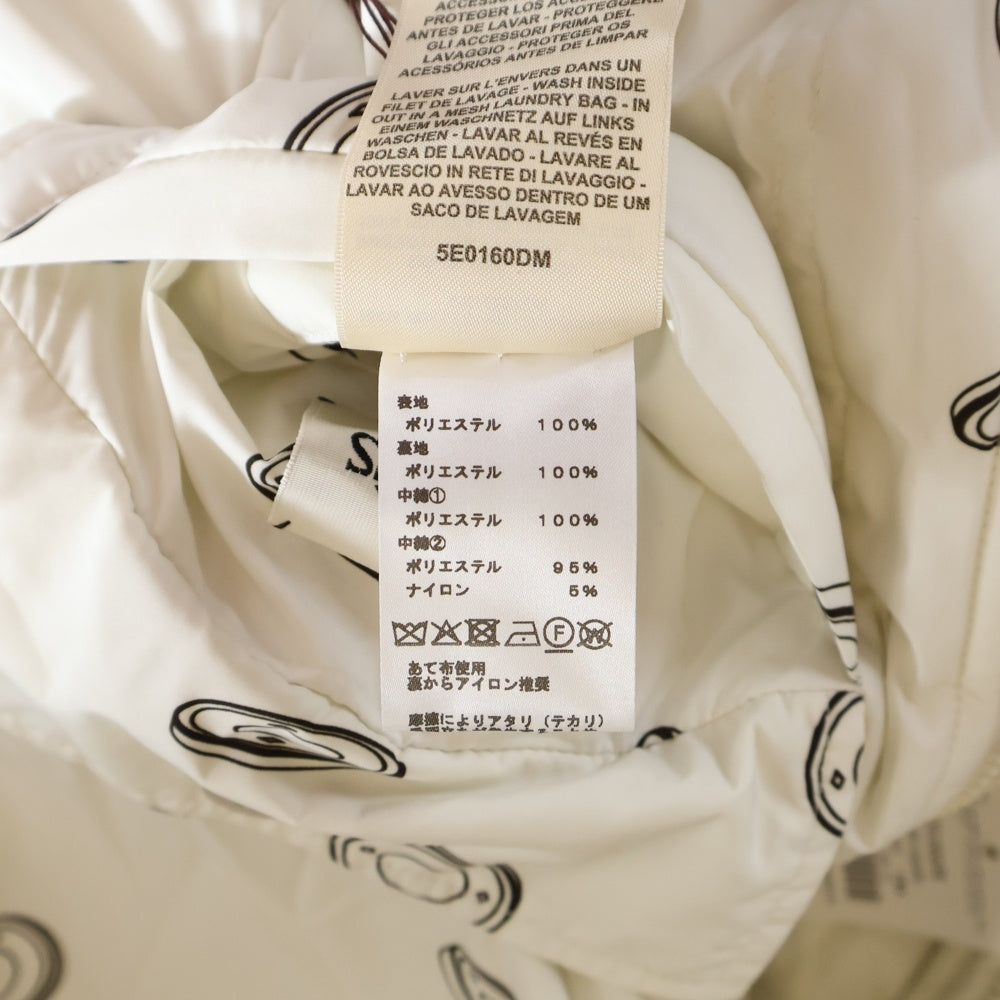 PROTEGER LOS
ANTES DE LAVAR - PROTEGGERE
GLI ACCESSORI PRIMA DEL
LAVAGGIO - PROTEGER OS
ACESSÓRIOS ANTES DE LIMPAR
LAVER SUR L'ENVERS DANS UN
FILET DE LAVAGE - WASH INSIDE
OUT IN A MESH LAUNDRY BAG - IN
EINEM WASCHNETZ AUF LINKS
WASCHEN - LAVAR AL REVÉS EN
BOLSA DE LAVADO - LAVARE AL
ROVESCIO IN RETE DI LAVAGGIO -
LAVAR AO AVESSO DENTRO DE UM
SACO DE LAVAGEM
5E0160DM
表地
ポリエステル 100%
裏地
ポリエステル 100%
中綿①
ポリエステル 100%
中綿②
ポリエステル 95%
ナイロン 5%
F W
あて布使用
裏からアイロン推奨
摩擦によりアタリ(テカリ)